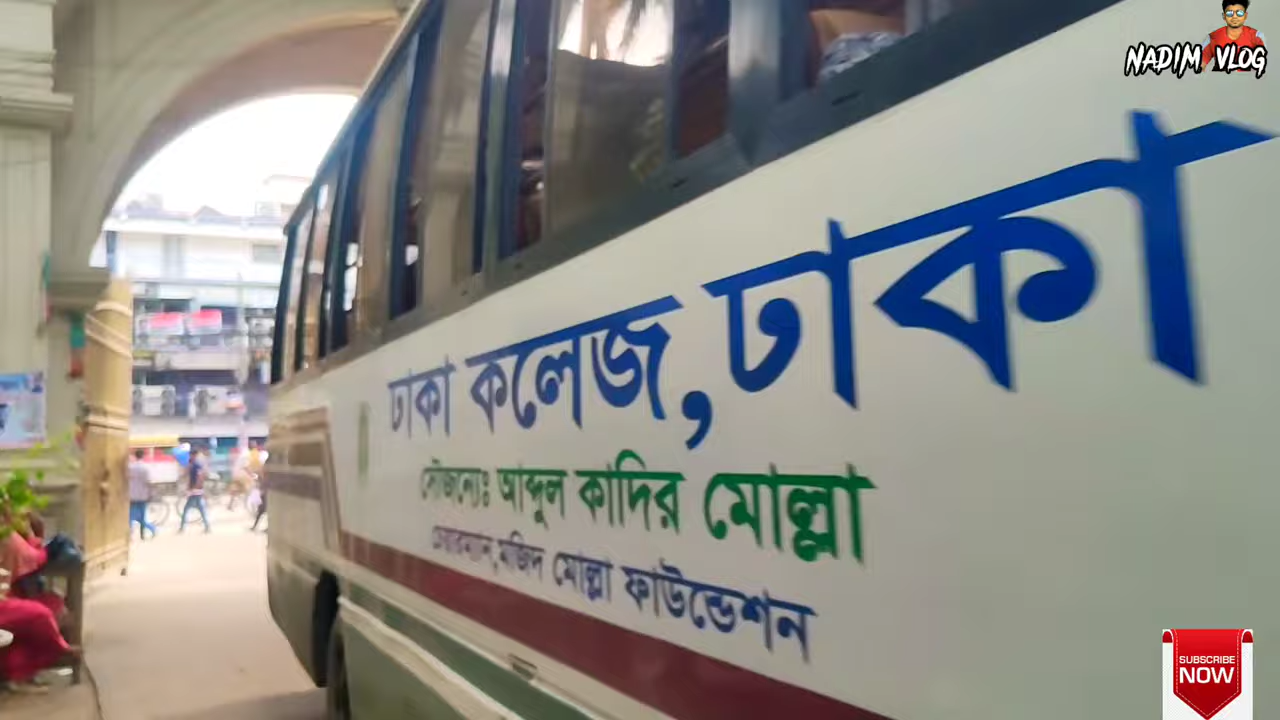 NADIM VLOG
ঢাকা কলেজ, ঢাকা
সৌজন্যেঃ আব্দুল কাদির মোল্লা
চেয়ারম্যান, মজিদ মোল্লা ফাউন্ডেশন
SUBSCRIBE
NOW